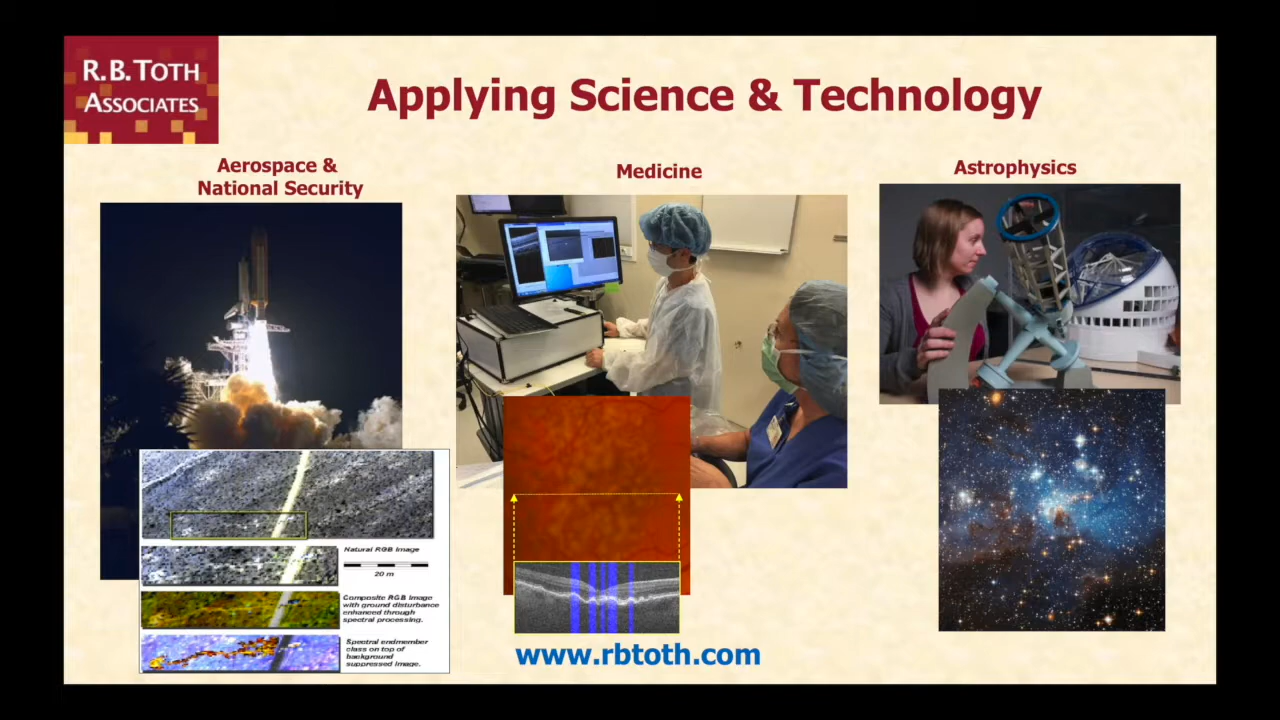 R.B.TOTH
ASSOCIATES
Applying Science & Technology
Aerospace &
National Security
Medicine
Astrophysics
Natural RGB Image
20 m
Composite RGB Image
with ground disturbance
enhanced through
spectral processing.
Spectral endmember
class on top of
background
suppressed image.
www.rbtoth.com